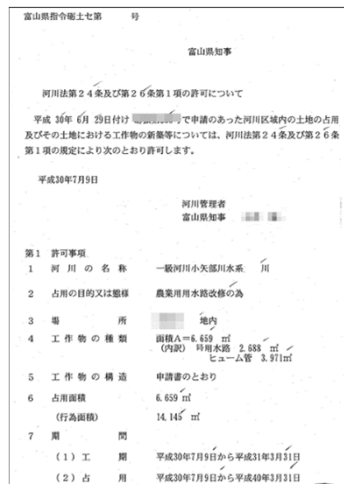 富山県指令砺土セ第 号
富山県知事
河川法第24条及び第26条第1項の許可について
平成 30年 6月 29日付け で申請のあった河川区域内の土地の占用
及びその土地における工作物の新築等については、河川法第24条及び第26条
第1項の規定により次のとおり許可します。
平成30年7月9日
河川管理者
富山県知事
第1 許可事項
1 河川の名称 一級河川小矢部川水系 川
2 占用の目的又は態様 農業用用水路改修の為
3 場所 地内
4 工作物の種類 面積A=6.659 ㎡
(内訳) 用水路 2.688 ㎡
ヒューム管 3.971㎡
5 工作物の構造 申請書のとおり
6 占用面積 6.659 ㎡
(行為面積) 14.145 ㎡
7 期間
(1)工期 平成30年7月9日から平成31年3月31日
(2)占用 平成30年7月9日から平成40年3月31日